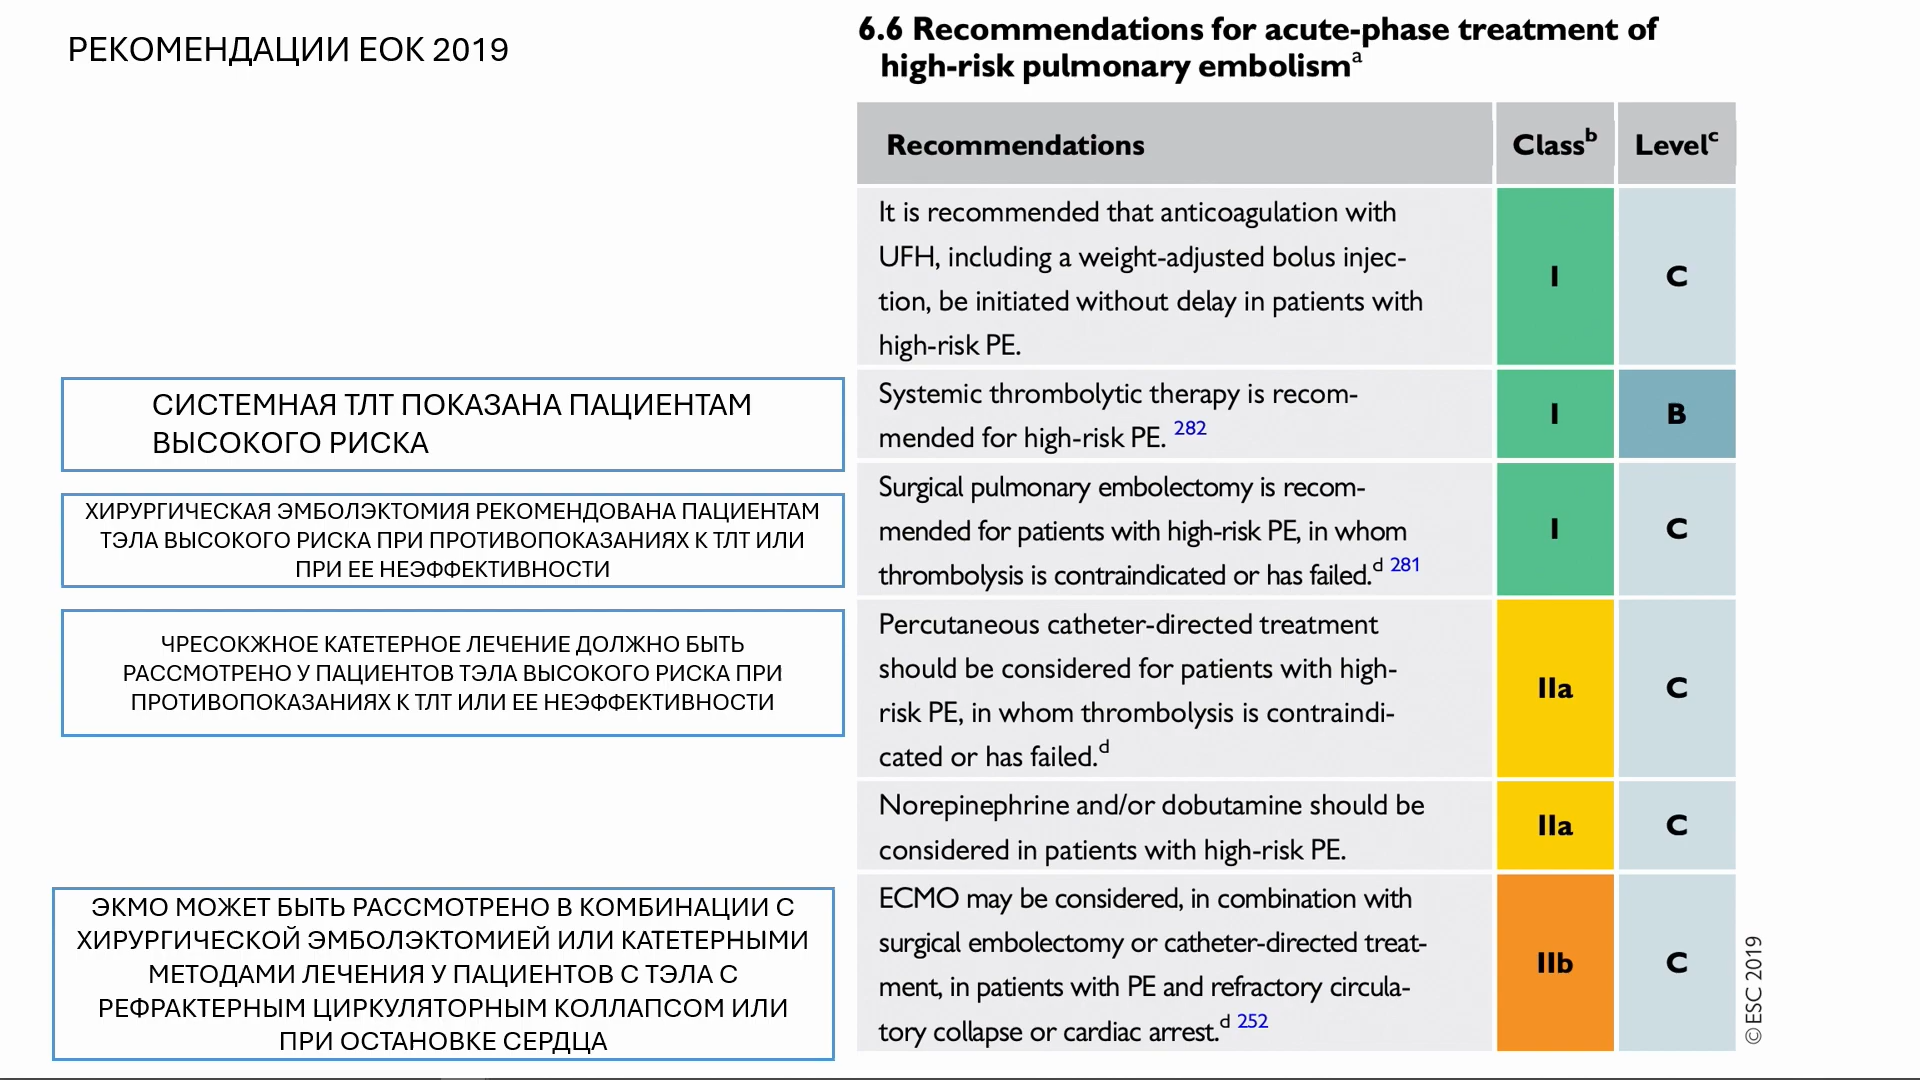 РЕКОМЕНДАЦИИ ЕОК 2019
6.6 Recommendations for acute-phase treatment of
high-risk pulmonary embolismᵃ
Recommendations
Classᵇ
Levelᶜ
It is recommended that anticoagulation with
UFH, including a weight-adjusted bolus injec-
tion, be initiated without delay in patients with
high-risk PE.
I
C
СИСТЕМНАЯ ТЛТ ПОКАЗАНА ПАЦИЕНТАМ
ВЫСОКОГО РИСКА
Systemic thrombolytic therapy is recom-
mended for high-risk PE. 282
I
B
ХИРУРГИЧЕСКАЯ ЭМБОЛЭКТОМИЯ РЕКОМЕНДОВАНА ПАЦИЕНТАМ
ТЭЛА ВЫСОКОГО РИСКА ПРИ ПРОТИВОПОКАЗАНИЯХ К ТЛТ ИЛИ
ПРИ ЕЕ НЕЭФФЕКТИВНОСТИ
Surgical pulmonary embolectomy is recom-
mended for patients with high-risk PE, in whom
thrombolysis is contraindicated or has failed.ᵈ 281
I
C
ЧРЕСОКЖНОЕ КАТЕТЕРНОЕ ЛЕЧЕНИЕ ДОЛЖНО БЫТЬ
РАССМОТРЕНО У ПАЦИЕНТОВ ТЭЛА ВЫСОКОГО РИСКА ПРИ
ПРОТИВОПОКАЗАНИЯХ К ТЛТ ИЛИ ЕЕ НЕЭФФЕКТИВНОСТИ
Percutaneous catheter-directed treatment
should be considered for patients with high-
risk PE, in whom thrombolysis is contraindi-
cated or has failed.ᵈ
IIa
C
Norepinephrine and/or dobutamine should be
considered in patients with high-risk PE.
IIa
C
ЭКМО МОЖЕТ БЫТЬ РАССМОТРЕНО В КОМБИНАЦИИ С
ХИРУРГИЧЕСКОЙ ЭМБОЛЭКТОМИЕЙ ИЛИ КАТЕТЕРНЫМИ
МЕТОДАМИ ЛЕЧЕНИЯ У ПАЦИЕНТОВ С ТЭЛА С
РЕФРАКТЕРНЫМ ЦИРКУЛЯТОРНЫМ КОЛЛАПСОМ ИЛИ
ПРИ ОСТАНОВКЕ СЕРДЦА
ECMO may be considered, in combination with
surgical embolectomy or catheter-directed treat-
ment, in patients with PE and refractory circula-
tory collapse or cardiac arrest.ᵈ 252
IIb
C
©ESC 2019